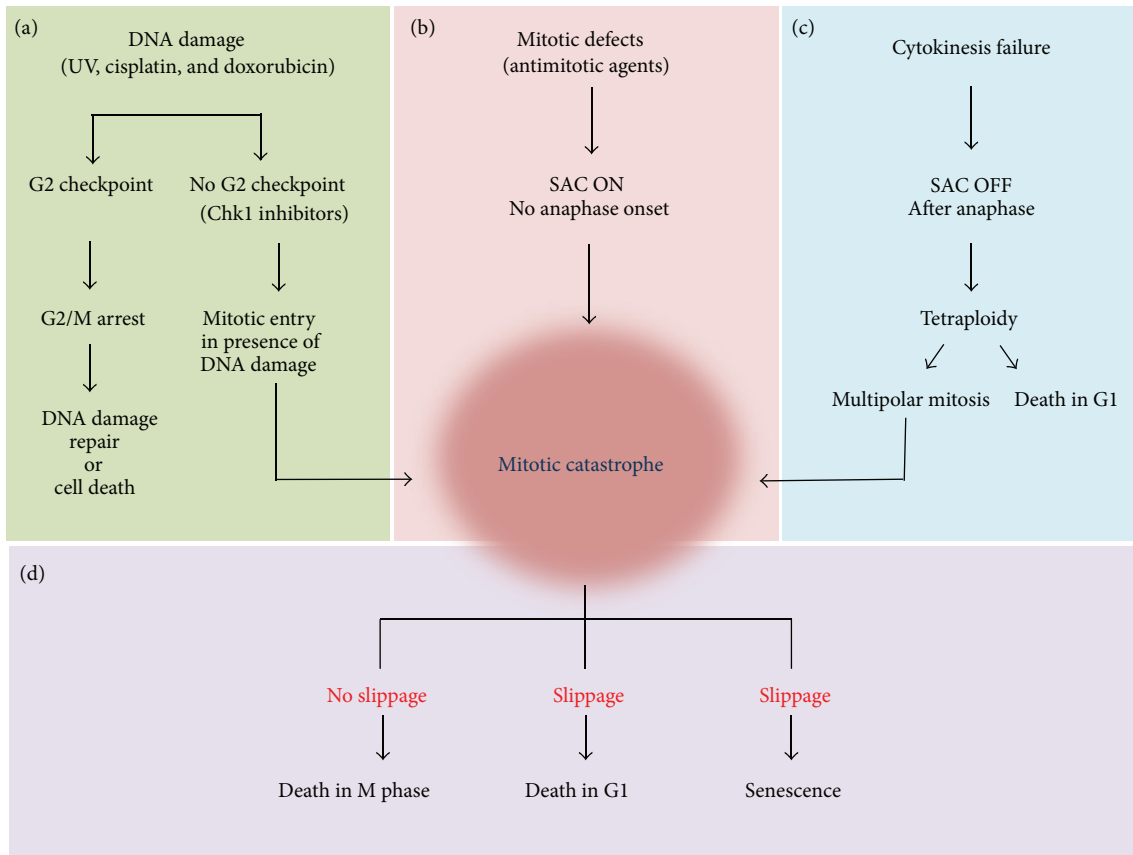 (a)
DNA damage
(UV, cisplatin, and doxorubicin)
G2 checkpoint
No G2 checkpoint
(Chk1 inhibitors)
G2/M arrest
Mitotic entry
in presence of
DNA damage
DNA damage
repair
or
cell death
(b)
Mitotic defects
(antimitotic agents)
SAC ON
No anaphase onset
Mitotic catastrophe
(c)
Cytokinesis failure
SAC OFF
After anaphase
Tetraploidy
Multipolar mitosis
Death in G1
(d)
No slippage
Slippage
Slippage
Death in M phase
Death in G1
Senescence